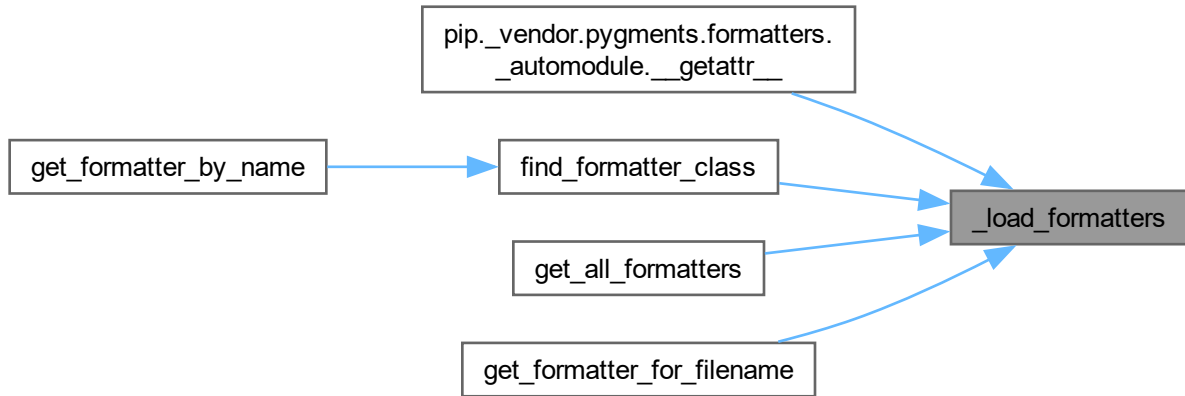 pip._vendor.pygments.formatters.
_automodule.__getattr__
get_formatter_by_name
find_formatter_class
_load_formatters
get_all_formatters
get_formatter_for_filename